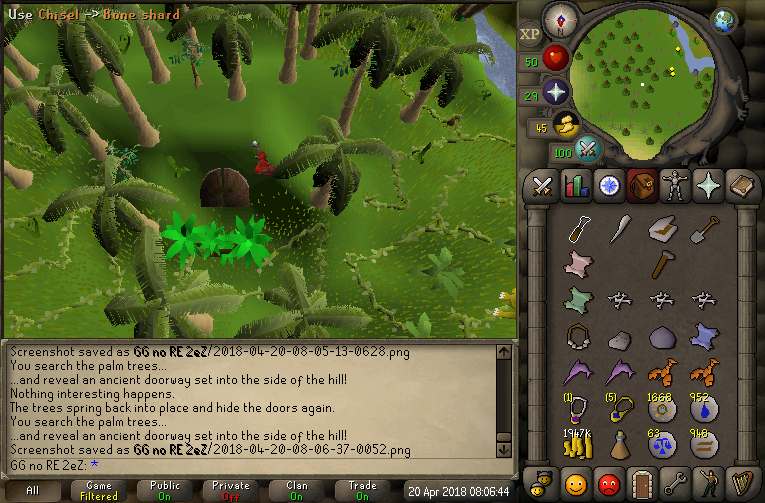 Use Chisel -> Bone shard
XP
N
50
29
45
100
Screenshot saved as GG no RE 2eZ/2018-04-20-08-05-13-0628.png
You search the palm trees...
...and reveal an ancient doorway set into the side of the hill!
Nothing interesting happens.
The trees spring back into place and hide the doors again.
You search the palm trees...
...and reveal an ancient doorway set into the side of the hill!
Screenshot saved as GG no RE 2eZ/2018-04-20-08-06-37-0052.png
GG no RE 2eZ: *
(1) (5) 1668 952
1947K 63 948
All Game Public Private Clan Trade
Filtered On Off On On
20 Apr 2018 08:06:44